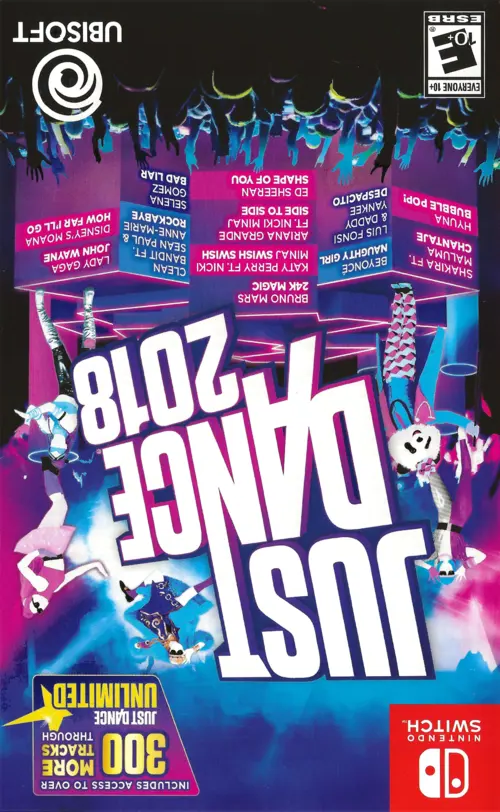 NINTENDO
SWITCH™
INCLUDES ACCESS TO OVER
300 MORE
TRACKS
THROUGH
JUST DANCE
UNLIMITED
JUST
DANCE
2018
BRUNO MARS
24K MAGIC
KATY PERRY FT. NICKI
MINAJ SWISH SWISH
ARIANA GRANDE
FT. NICKI MINAJ
SIDE TO SIDE
ED SHEERAN
SHAPE OF YOU
BEYONCÉ
NAUGHTY GIRL
LUIS FONSI
& DADDY
YANKEE
DESPACITO
SHAKIRA FT.
MALUMA
CHANTAJE
HYUNA
BUBBLE POP!
CLEAN
BANDIT FT.
SEAN PAUL &
ANNE-MARIE
ROCKABYE
SELENA
GOMEZ
BAD LIAR
LADY GAGA
JOHN WAYNE
DISNEY'S MOANA
HOW FAR I'LL GO
EVERYONE 10+
E10+
ESRB
UBISOFT